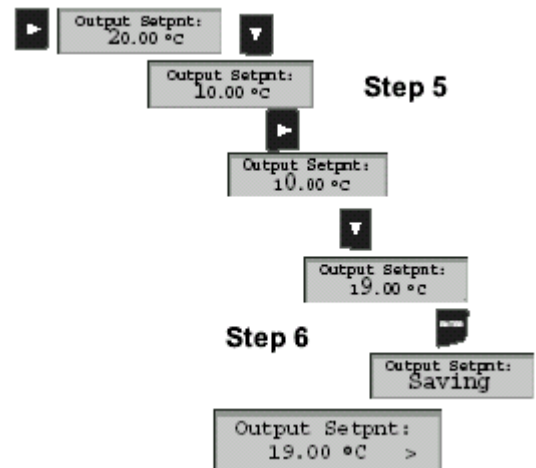 Output Setpnt:
20.00 °C
Output Setpnt:
10.00 °C
Step 5
Output Setpnt:
10.00 °C
Output Setpnt:
19.00 °C
Step 6
Output Setpnt:
Saving
Output Setpnt:
19.00 °C >